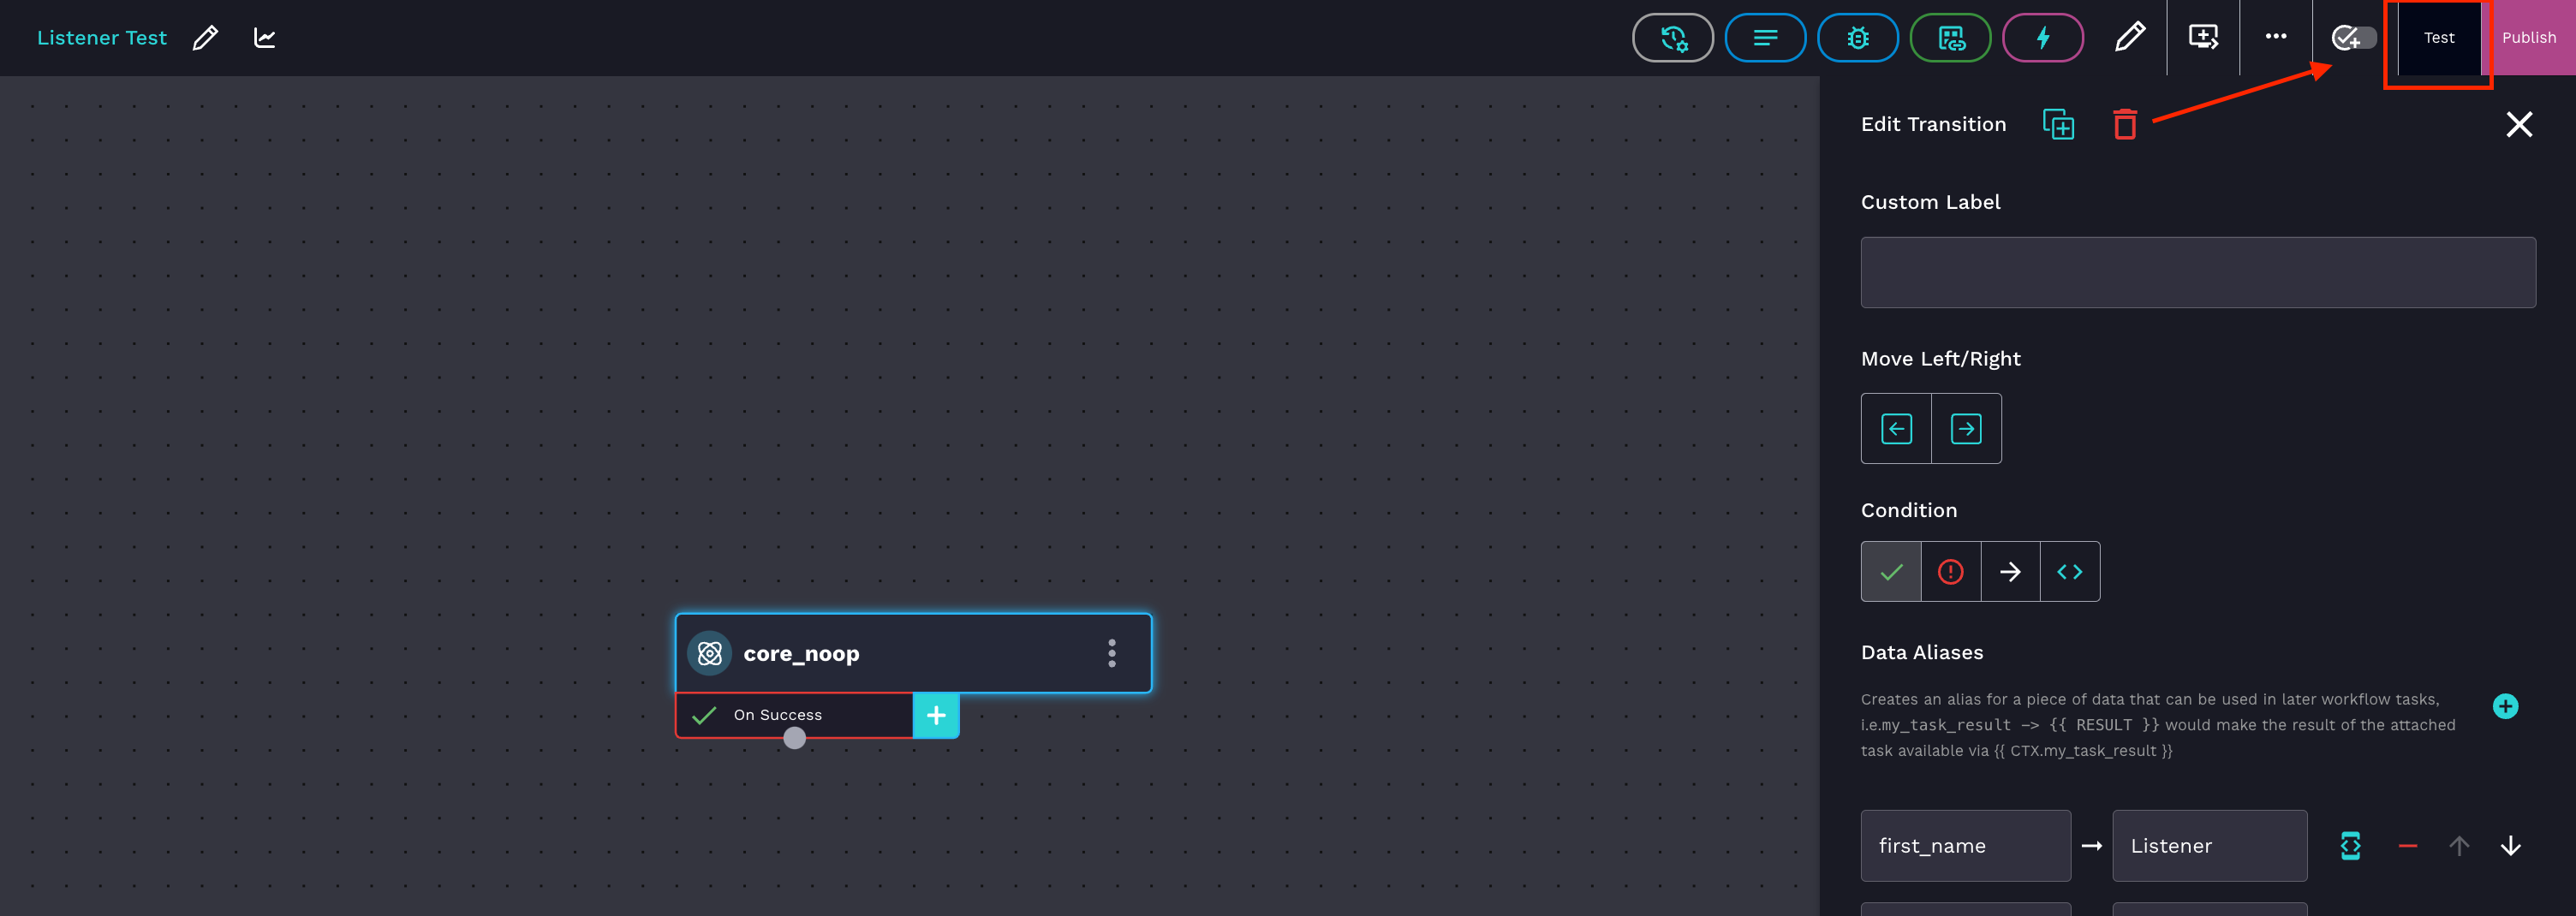 Listener Test
Test
Publish
Edit Transition
Custom Label
Move Left/Right
Condition
core_noop
On Success
Data Aliases
Creates an alias for a piece of data that can be used in later workflow tasks,
i.e.my_task_result -> {{ RESULT }} would make the result of the attached
task available via {{ CTX.my_task_result }}
first_name
Listener